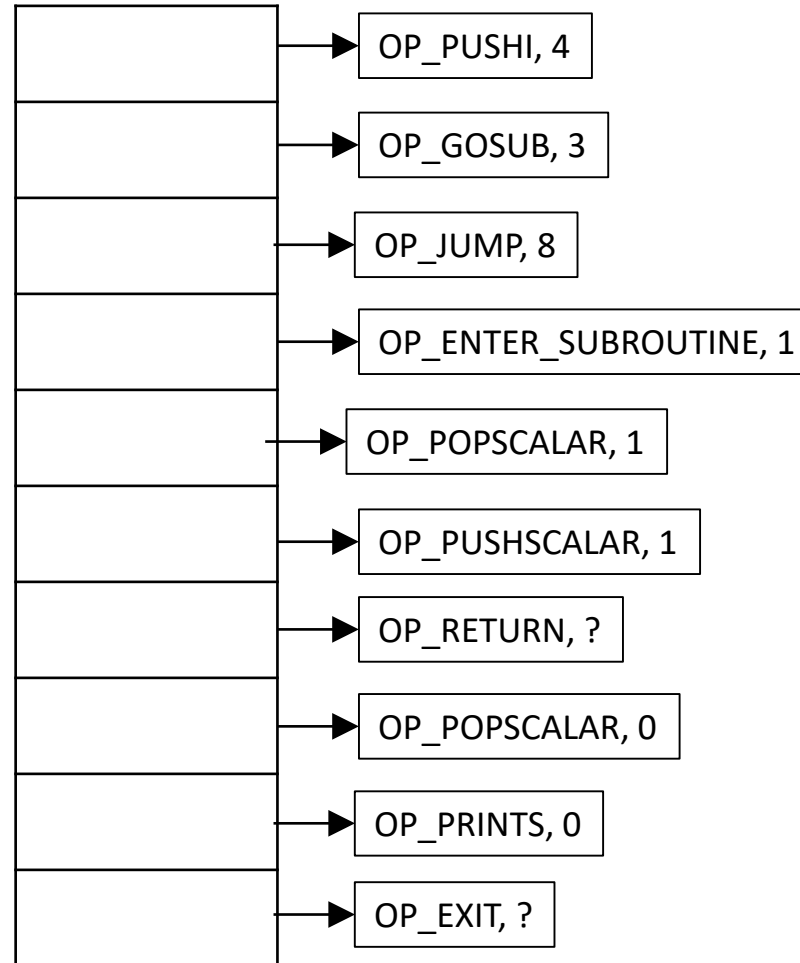 OP_PUSHI, 4
OP_GOSUB, 3
OP_JUMP, 8
OP_ENTER_SUBROUTINE, 1
OP_POPSCALAR, 1
OP_PUSHSCALAR, 1
OP_RETURN, ?
OP_POPSCALAR, 0
OP_PRINTS, 0
OP_EXIT, ?